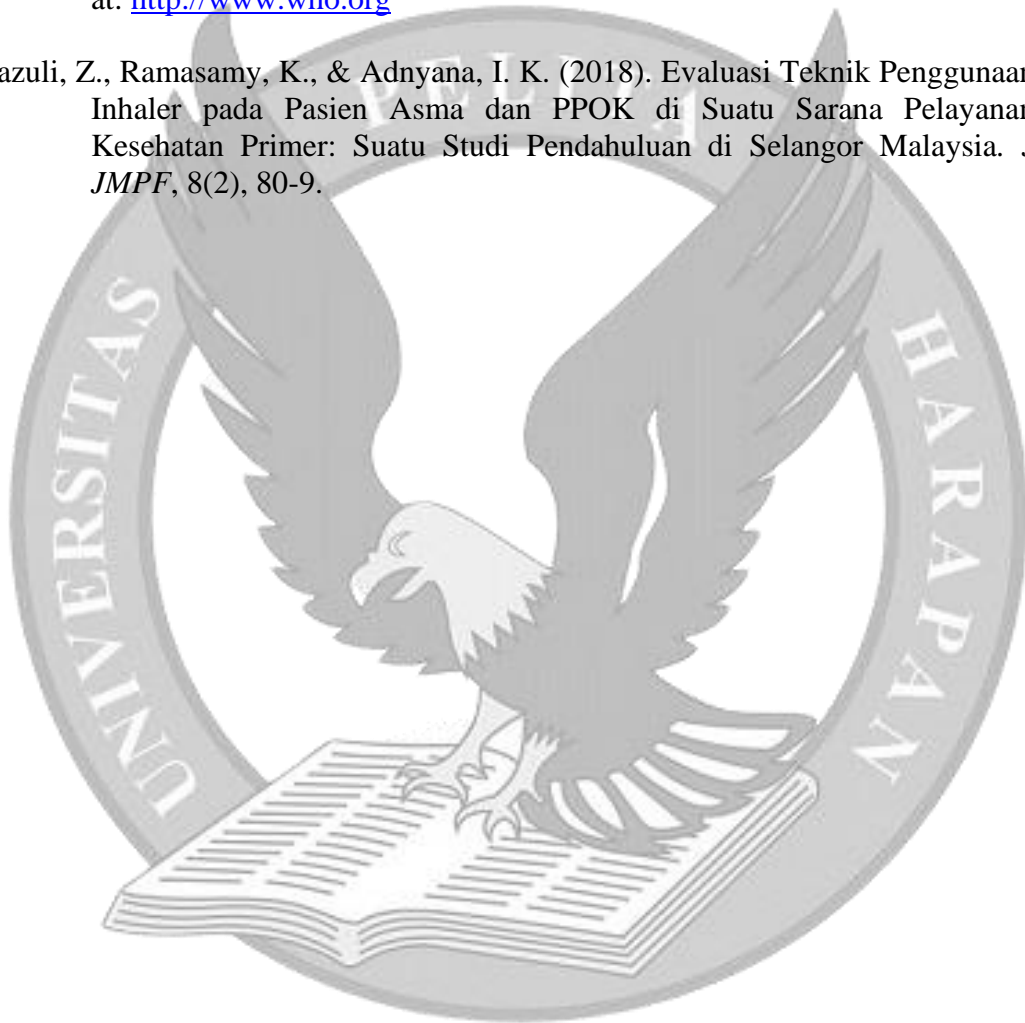 at: http://www.who.org
azuli, Z., Ramasamy, K., & Adnyana, I. K. (2018). Evaluasi Teknik Penggunaan
Inhaler pada Pasien Asma dan PPOK di Suatu Sarana Pelayanan
Kesehatan Primer: Suatu Studi Pendahuluan di Selangor Malaysia. J
JMPF, 8(2), 80-9.
UNIVERSITAS PELITA HARAPAN